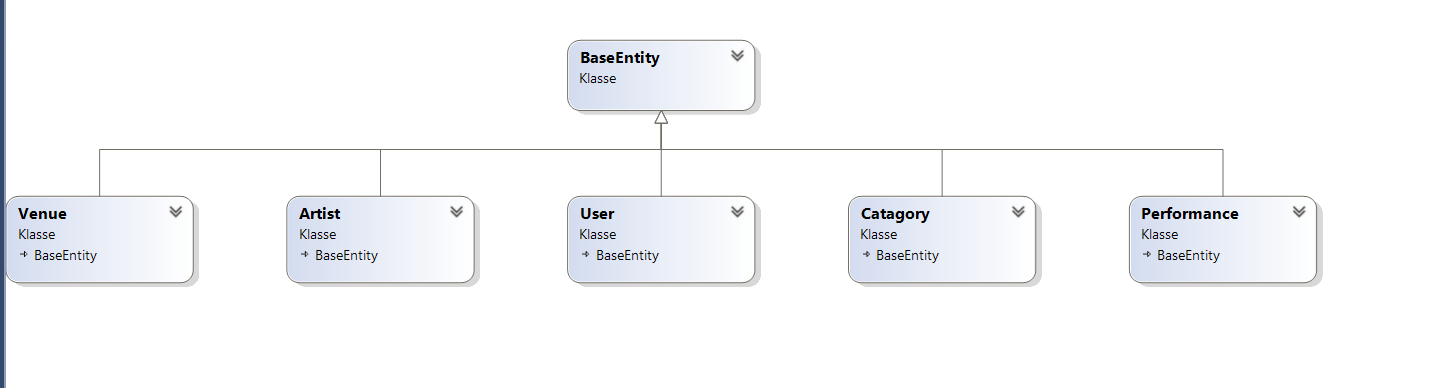 BaseEntity
Klasse
Venue
Klasse
BaseEntity
Artist
Klasse
BaseEntity
User
Klasse
BaseEntity
Catagory
Klasse
BaseEntity
Performance
Klasse
BaseEntity